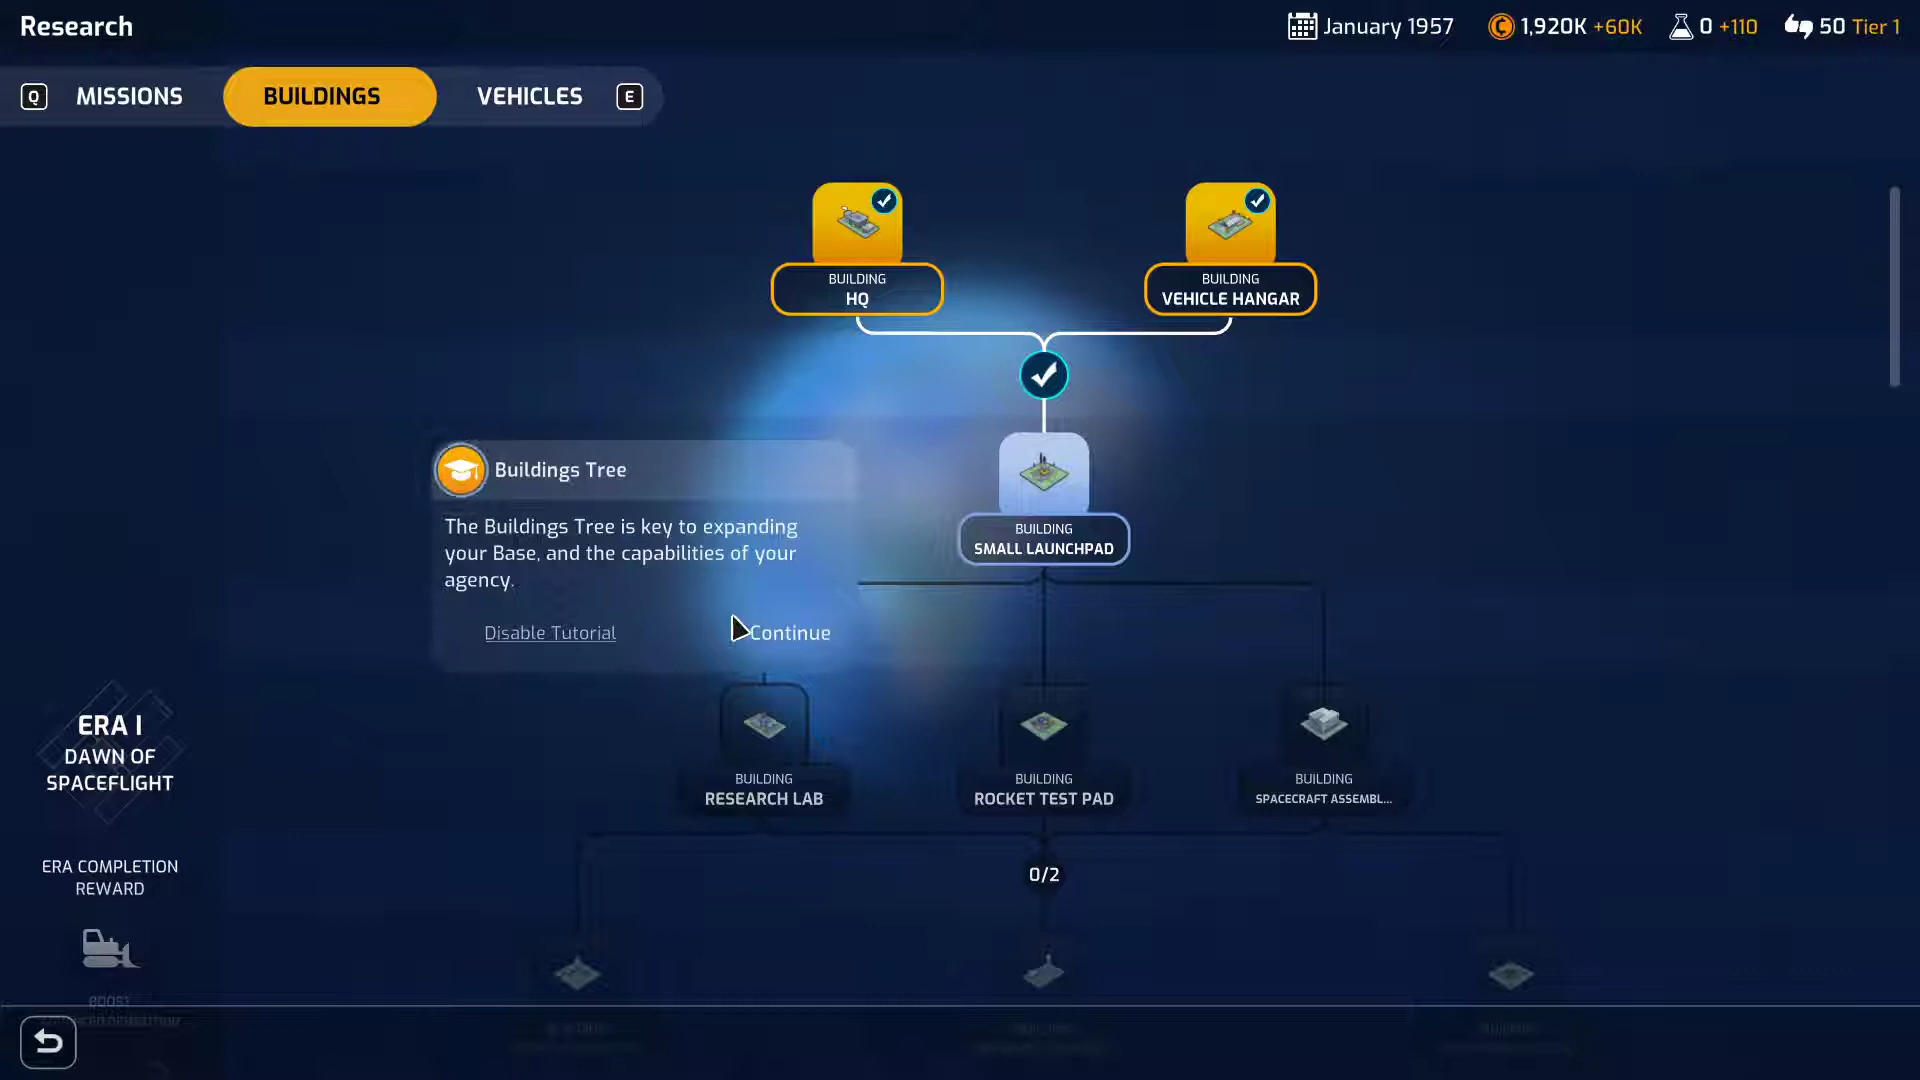 Research
January 1957
1,920K +60K
0 +110
50 Tier 1
Q
MISSIONS
BUILDINGS
VEHICLES
E
BUILDING
HQ
BUILDING
VEHICLE HANGAR
Buildings Tree
The Buildings Tree is key to expanding
your Base, and the capabilities of your
agency.
Disable Tutorial
Continue
BUILDING
SMALL LAUNCHPAD
ERA I
DAWN OF
SPACEFLIGHT
BUILDING
RESEARCH LAB
BUILDING
ROCKET TEST PAD
BUILDING
SPACECRAFT ASSEMBL...
ERA COMPLETION
REWARD
0/2
BOOST